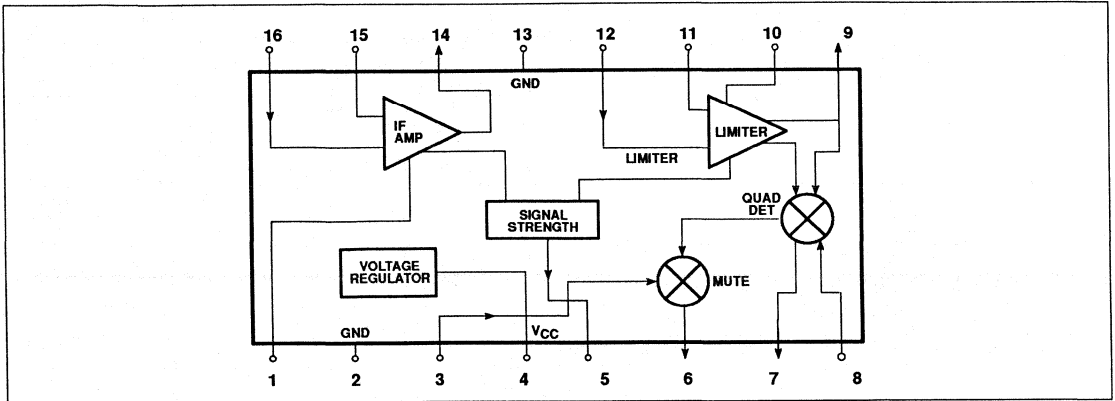 16 15 14 13 12 11 10 9
GND
IF
AMP
LIMITER
LIMITER
QUAD
DET
SIGNAL
STRENGTH
VOLTAGE
REGULATOR
MUTE
GND
VCC
1 2 3 4 5 6 7 8